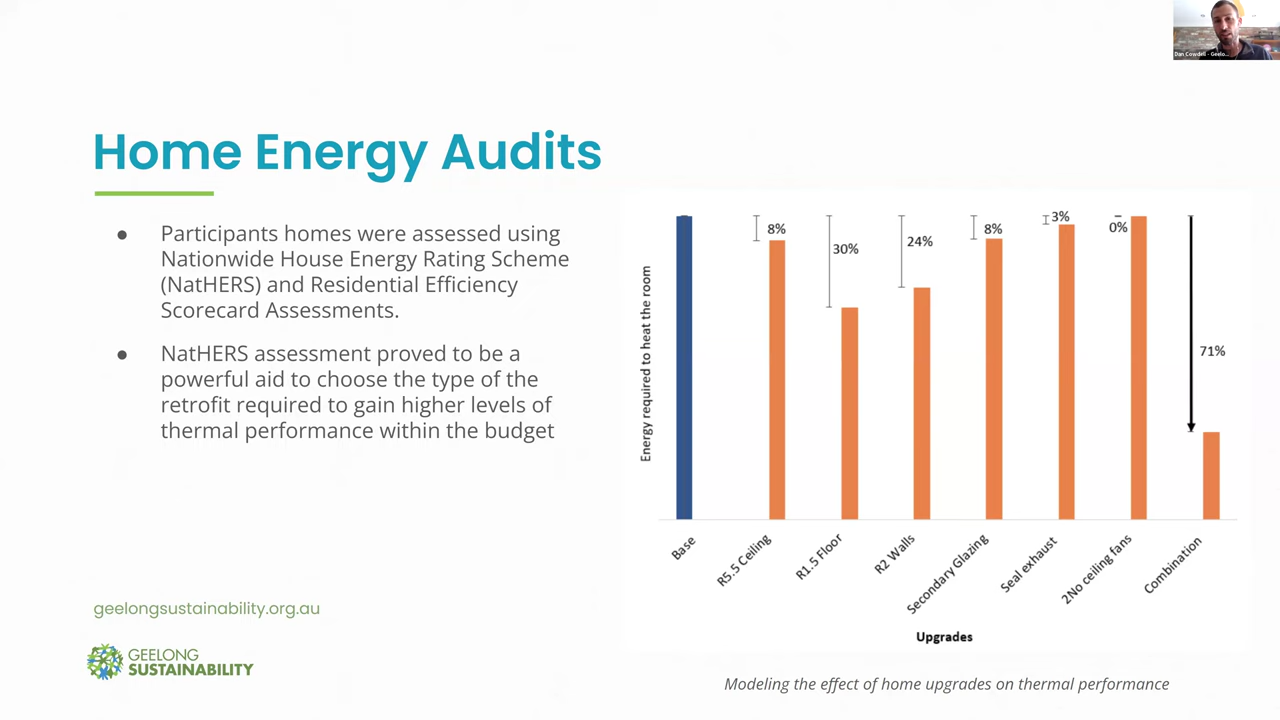 Dan Cowdell - Geelo...
Home Energy Audits
● Participants homes were assessed using
Nationwide House Energy Rating Scheme
(NatHERS) and Residential Efficiency
Scorecard Assessments.
● NatHERS assessment proved to be a
powerful aid to choose the type of the
retrofit required to gain higher levels of
thermal performance within the budget
geelongsustainability.org.au
GEELONG
SUSTAINABILITY
Energy required to heat the room
8%
30%
24%
8%
3%
0%
71%
Base
R5.5 Ceiling
R1.5 Floor
R2 Walls
Secondary Glazing
Seal exhaust
2No ceiling fans
Combination
Upgrades
Modeling the effect of home upgrades on thermal performance